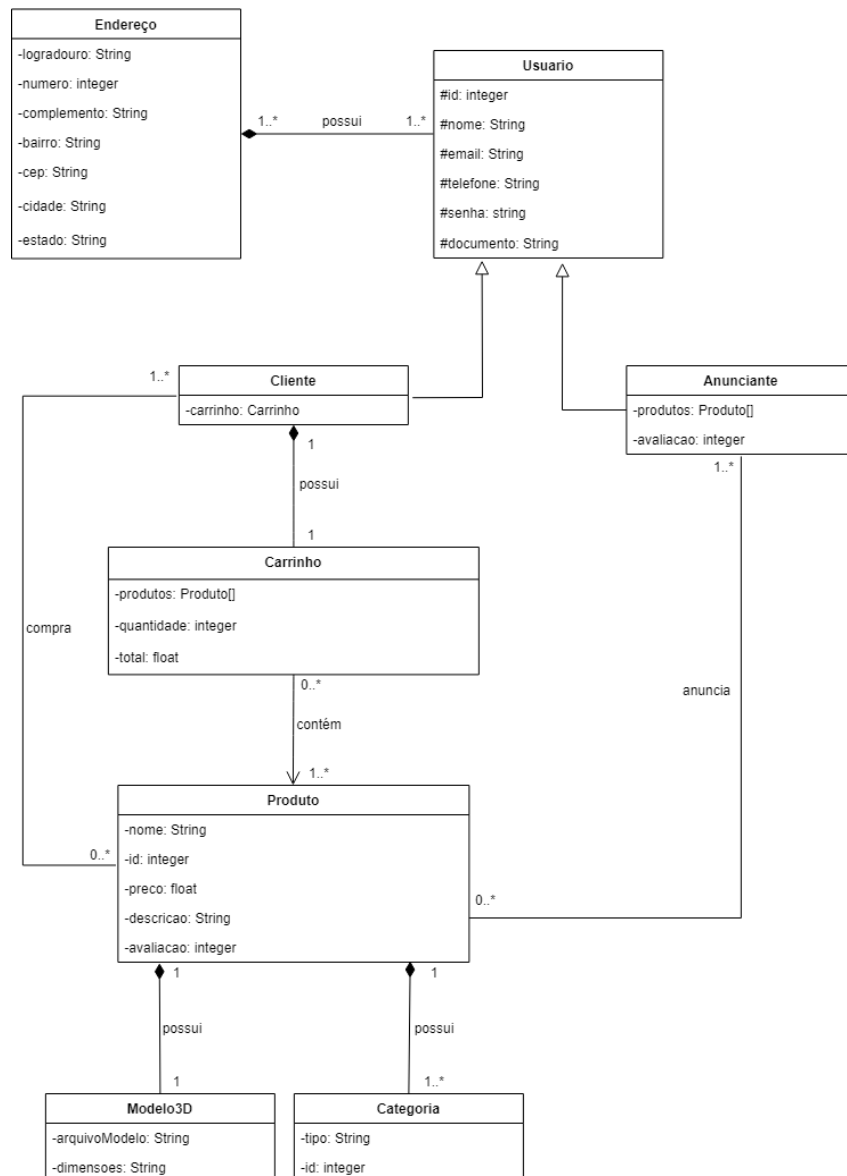 Endereço
-logradouro: String
-numero: integer
-complemento: String
-bairro: String
-cep: String
-cidade: String
-estado: String
1..*
possui
1..*
Usuario
#id: integer
#nome: String
#email: String
#telefone: String
#senha: string
#documento: String
1..*
Cliente
-carrinho: Carrinho
Anunciante
-produtos: Produto[]
-avaliacao: integer
1
possui
1
1..*
Carrinho
-produtos: Produto[]
-quantidade: integer
-total: float
compra
0..*
contêm
1..*
anuncia
Produto
-nome: String
-id: integer
-preco: float
-descricao: String
-avaliacao: integer
0..*
0..*
1
possui
1
1
possui
1..*
Modelo3D
-arquivoModelo: String
-dimensoes: String
Categoria
-tipo: String
-id: integer